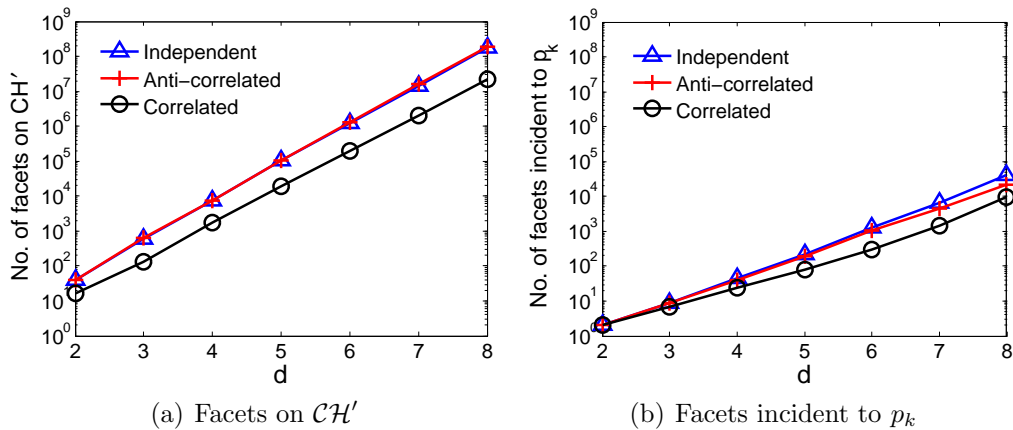 No. of facets on CH′
10^9
10^8
10^7
10^6
10^5
10^4
10^3
10^2
10^1
10^0
Independent
Anti−correlated
Correlated
2 3 4 5 6 7 8
d
(a) Facets on CH′
No. of facets incident to p_k
10^9
10^8
10^7
10^6
10^5
10^4
10^3
10^2
10^1
10^0
Independent
Anti−correlated
Correlated
2 3 4 5 6 7 8
d
(b) Facets incident to p_k